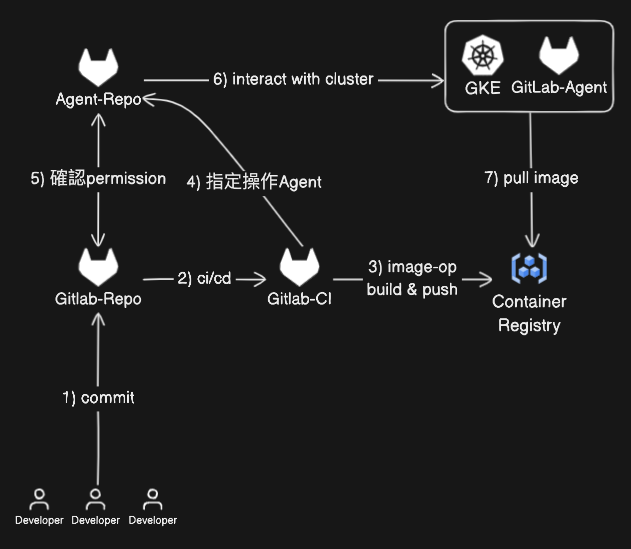 6) interact with cluster
GKE
GitLab-Agent
Agent-Repo
5) 確認permission
4) 指定操作Agent
7) pull image
2) ci/cd
3) image-op
build & push
Gitlab-Repo
Gitlab-CI
Container
Registry
1) commit
Developer
Developer
Developer